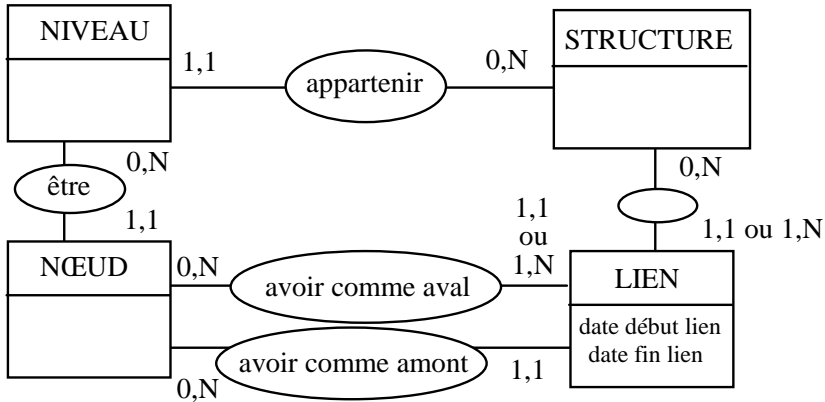 NIVEAU
1,1
appartenir
0,N
STRUCTURE
0,N
être
1,1
0,N
1,1 ou 1,N
NŒUD
0,N
avoir comme aval
1,1
ou
1,N
LIEN
date début lien
date fin lien
0,N
avoir comme amont
1,1